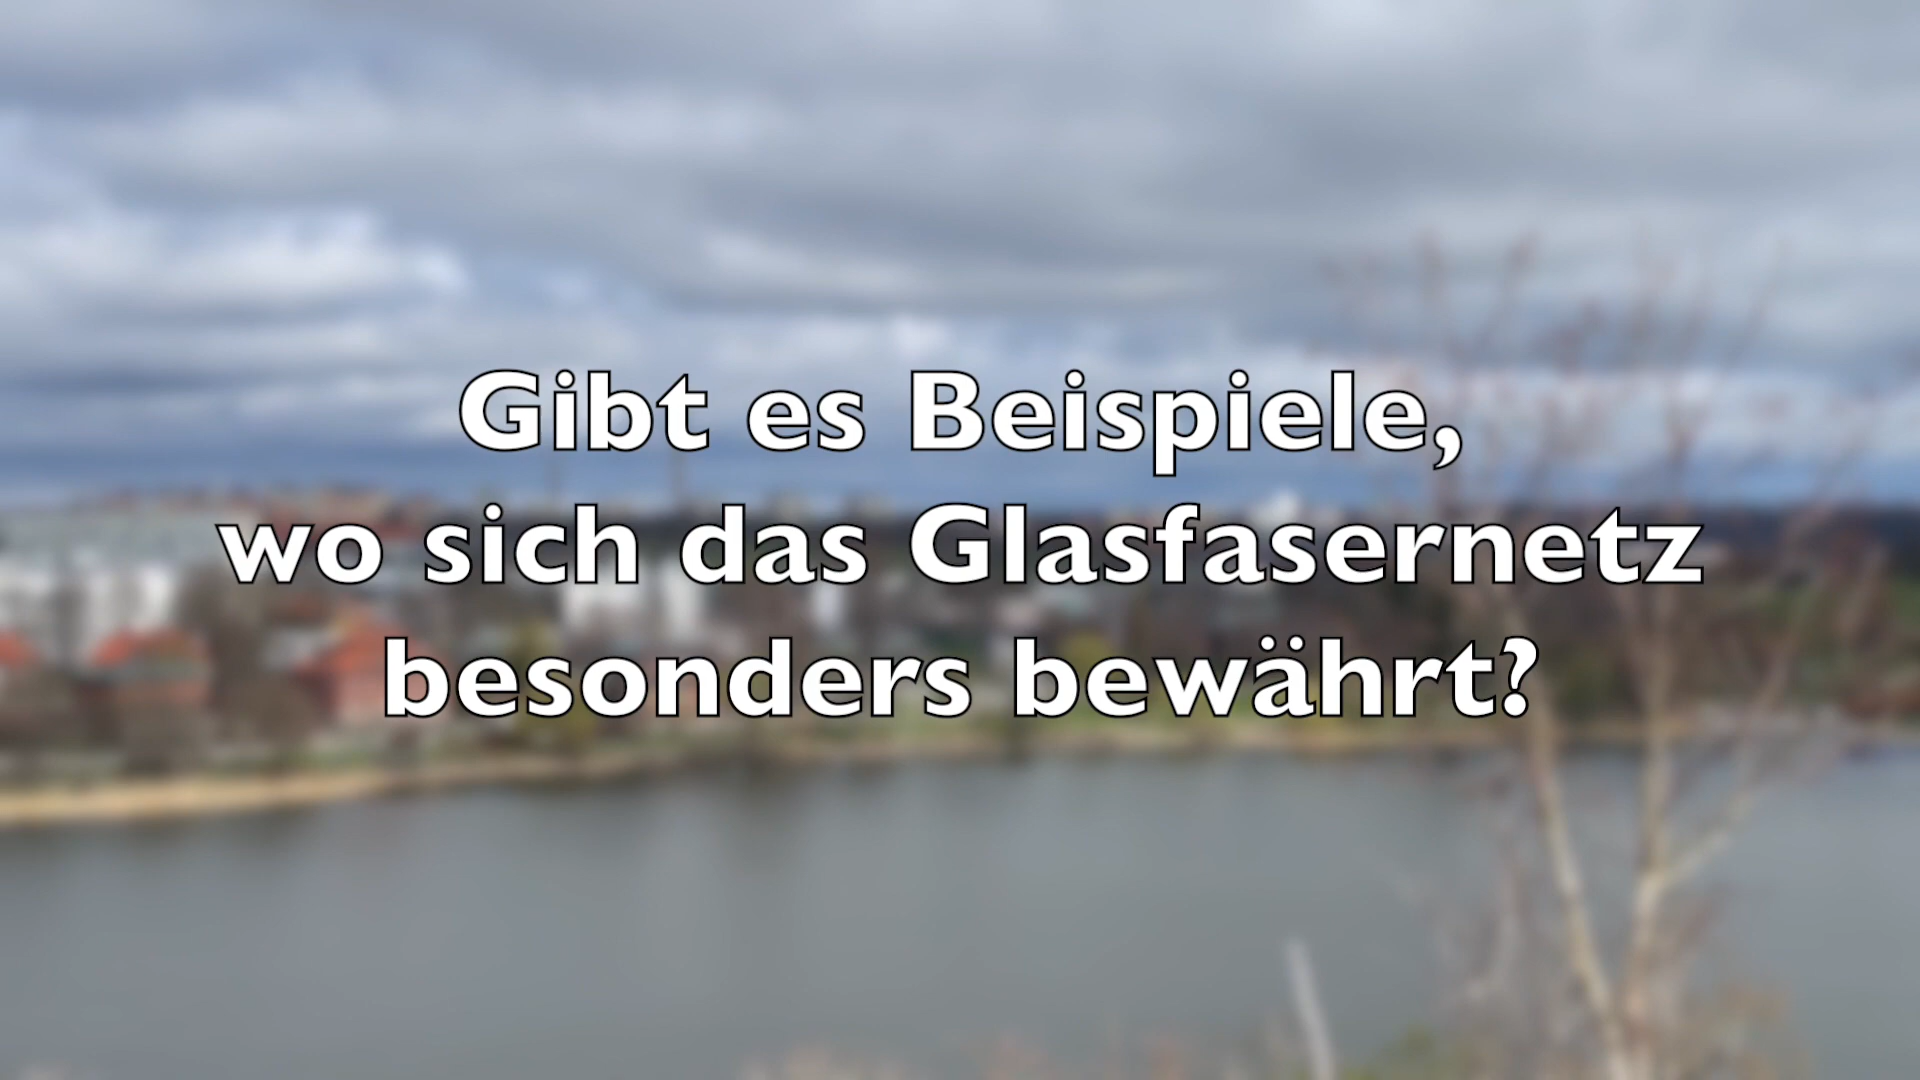 Gibt es Beispiele,
wo sich das Glasfasernetz
besonders bewährt?